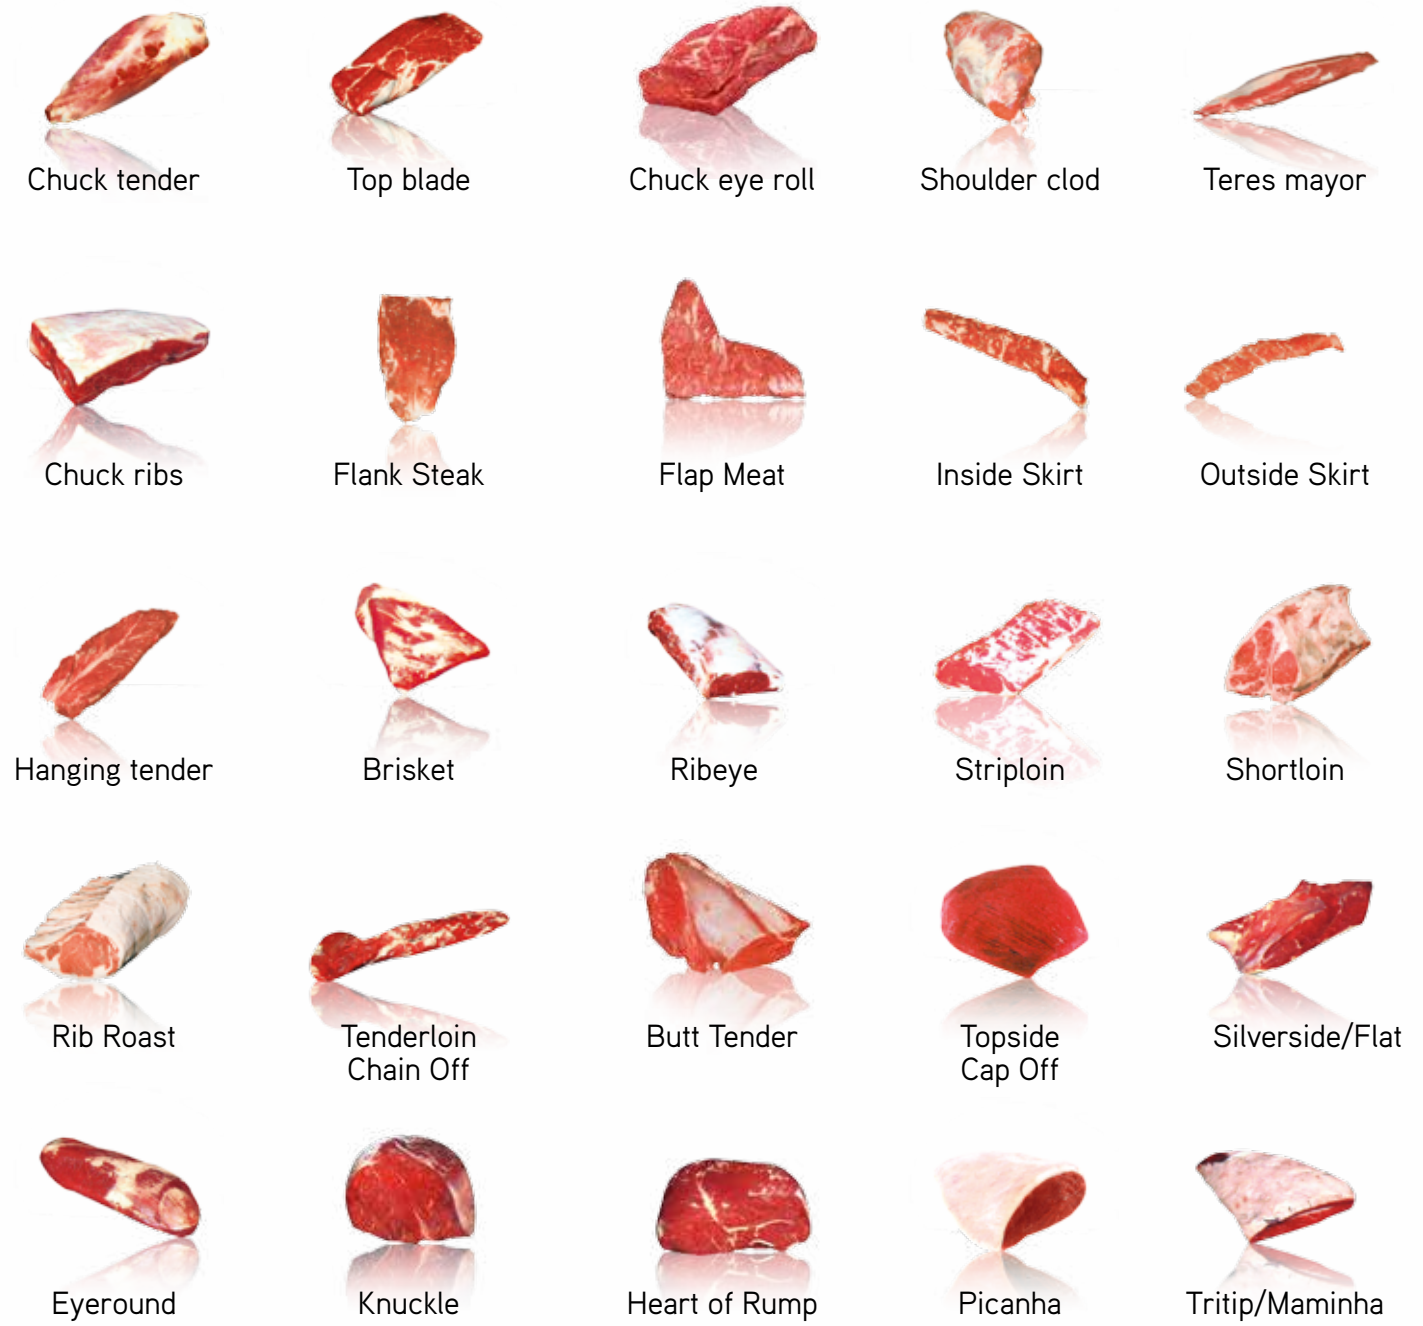 Chuck tender
Top blade
Chuck eye roll
Shoulder clod
Teres mayor
Chuck ribs
Flank Steak
Flap Meat
Inside Skirt
Outside Skirt
Hanging tender
Brisket
Ribeye
Striploin
Shortloin
Rib Roast
Tenderloin
Chain Off
Butt Tender
Topside
Cap Off
Silverside/Flat
Eyeround
Knuckle
Heart of Rump
Picanha
Tritip/Maminha